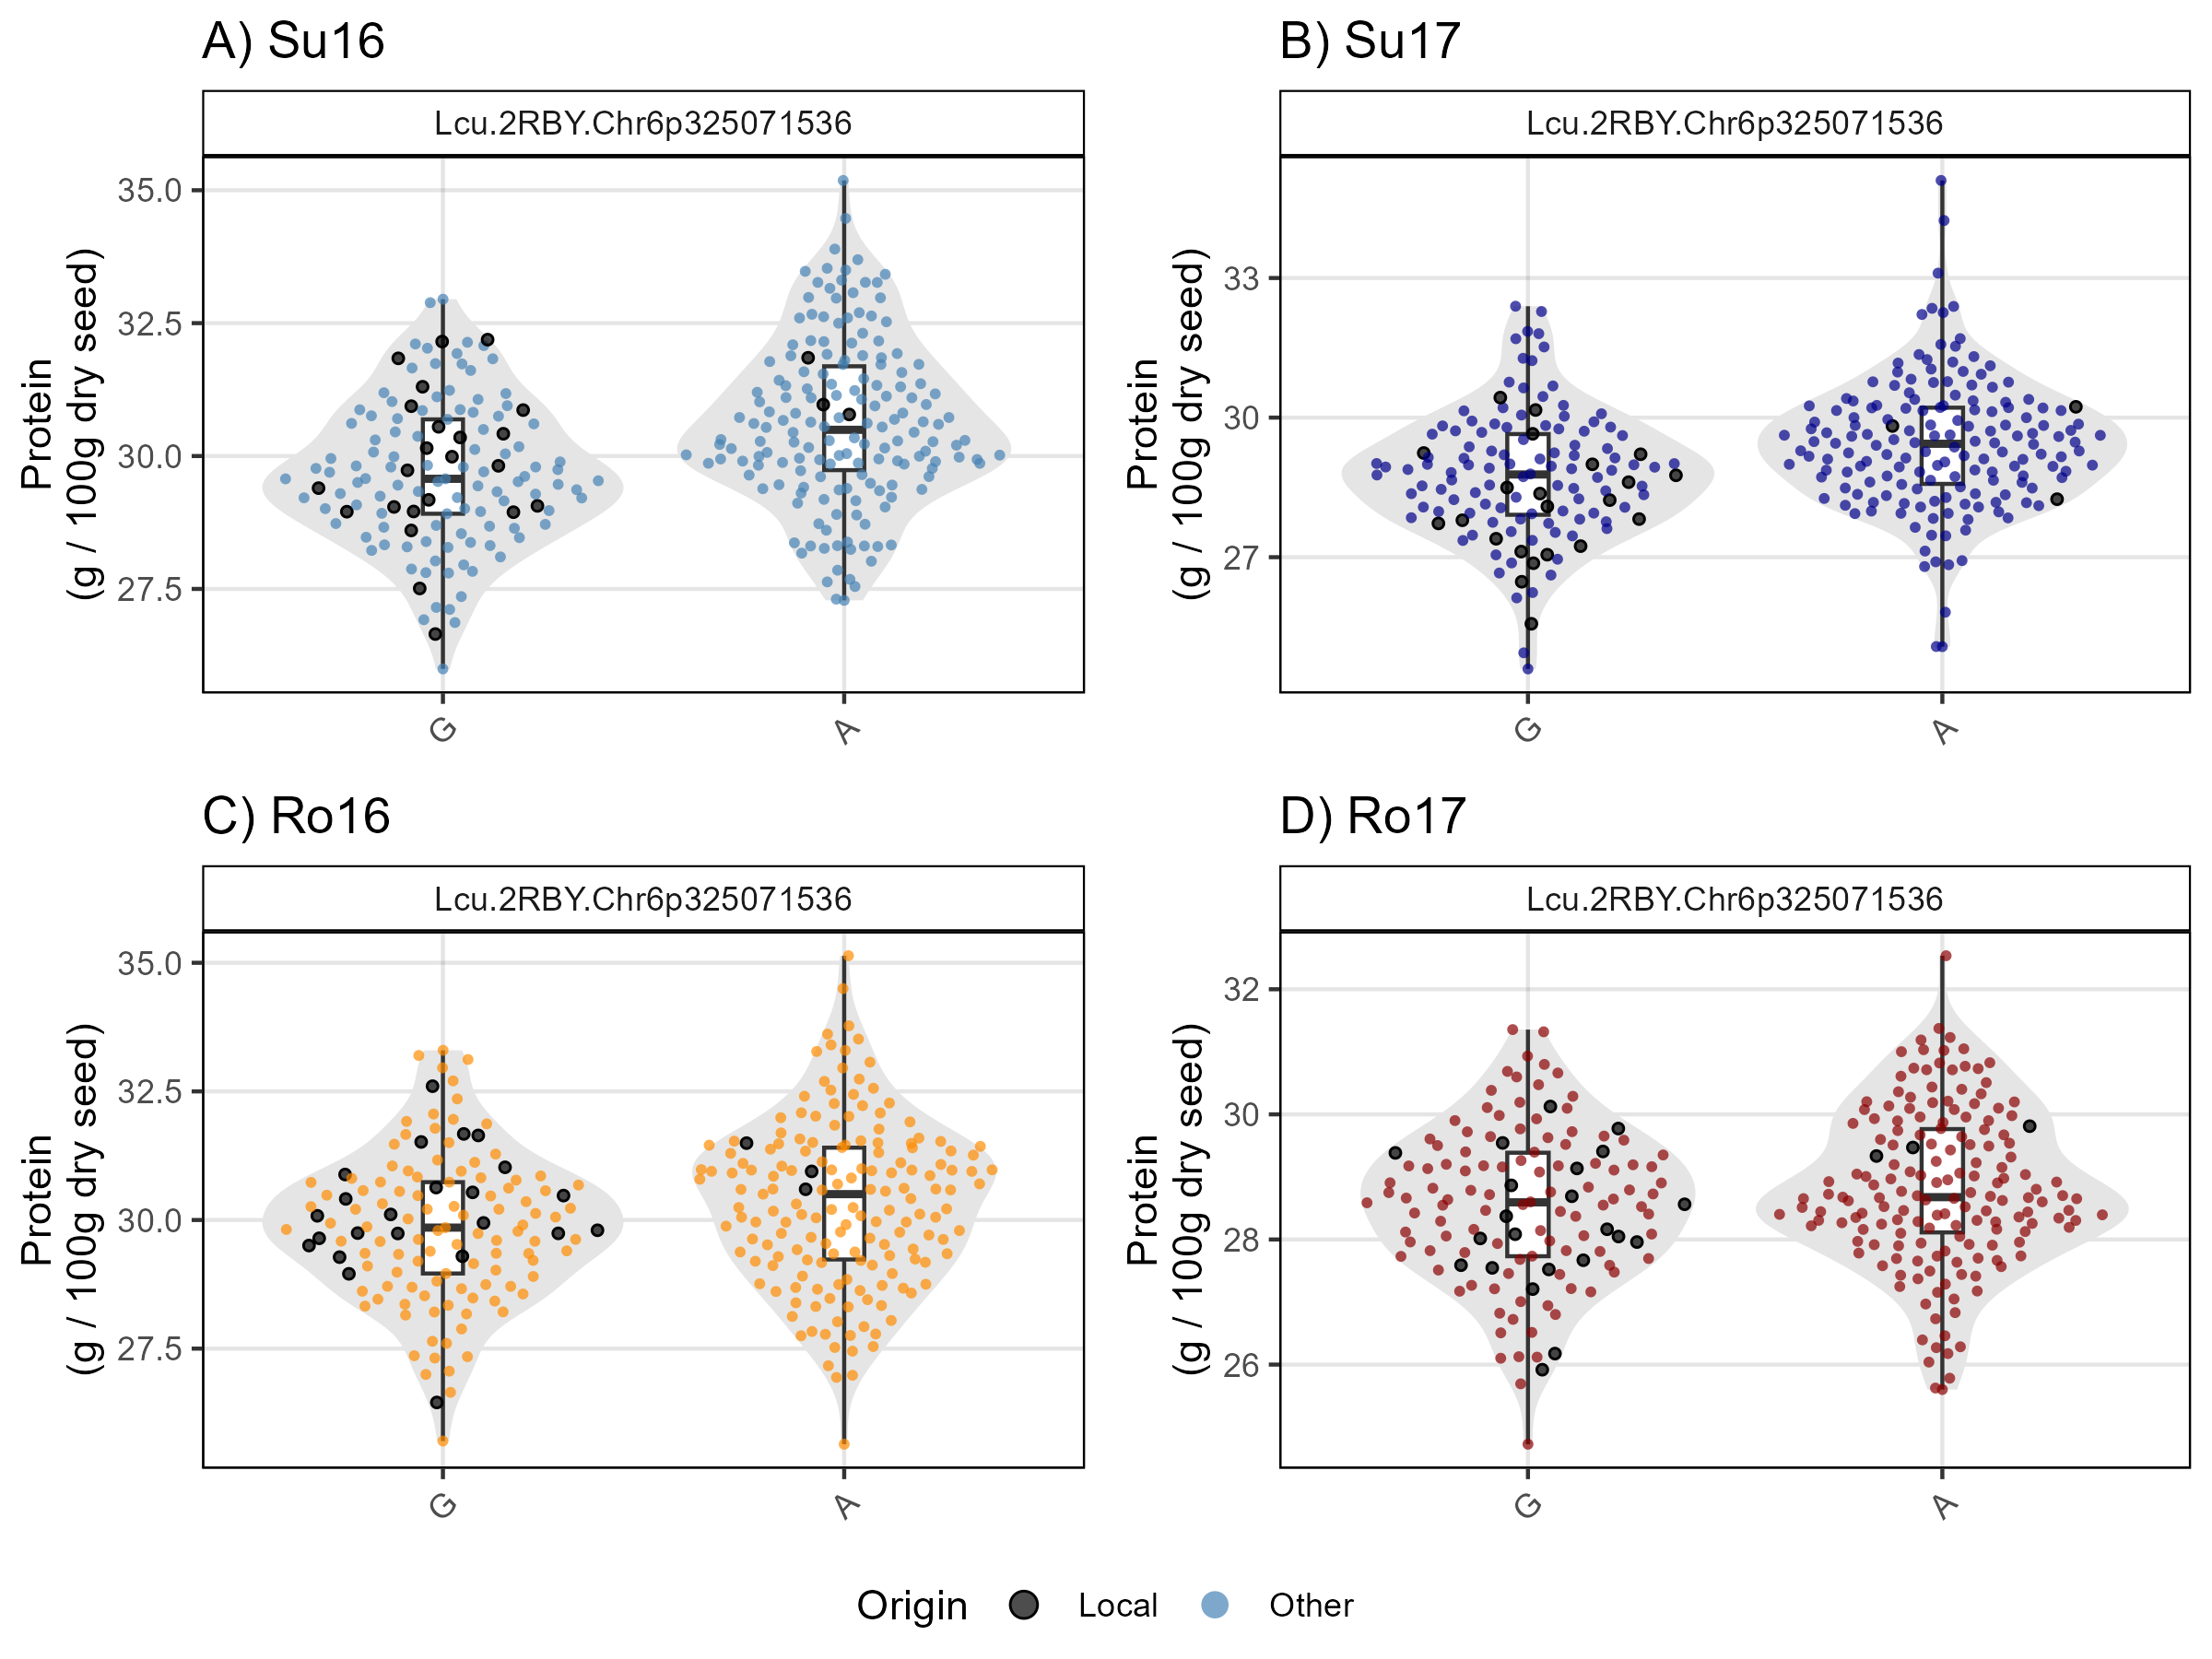 A) Su16
Lcu.2RBY.Chr6p325071536
Protein
(g / 100g dry seed)
35.0
32.5
30.0
27.5
G
A
B) Su17
Lcu.2RBY.Chr6p325071536
Protein
(g / 100g dry seed)
33
30
27
G
A
C) Ro16
Lcu.2RBY.Chr6p325071536
Protein
(g / 100g dry seed)
35.0
32.5
30.0
27.5
G
A
D) Ro17
Lcu.2RBY.Chr6p325071536
Protein
(g / 100g dry seed)
32
30
28
26
G
A
Origin Local Other